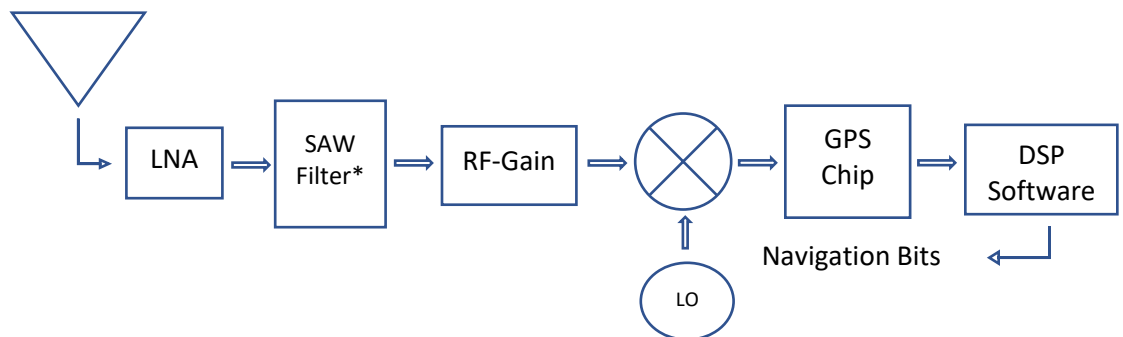 LNA
SAW
Filter*
RF-Gain
LO
GPS
Chip
DSP
Software
Navigation Bits